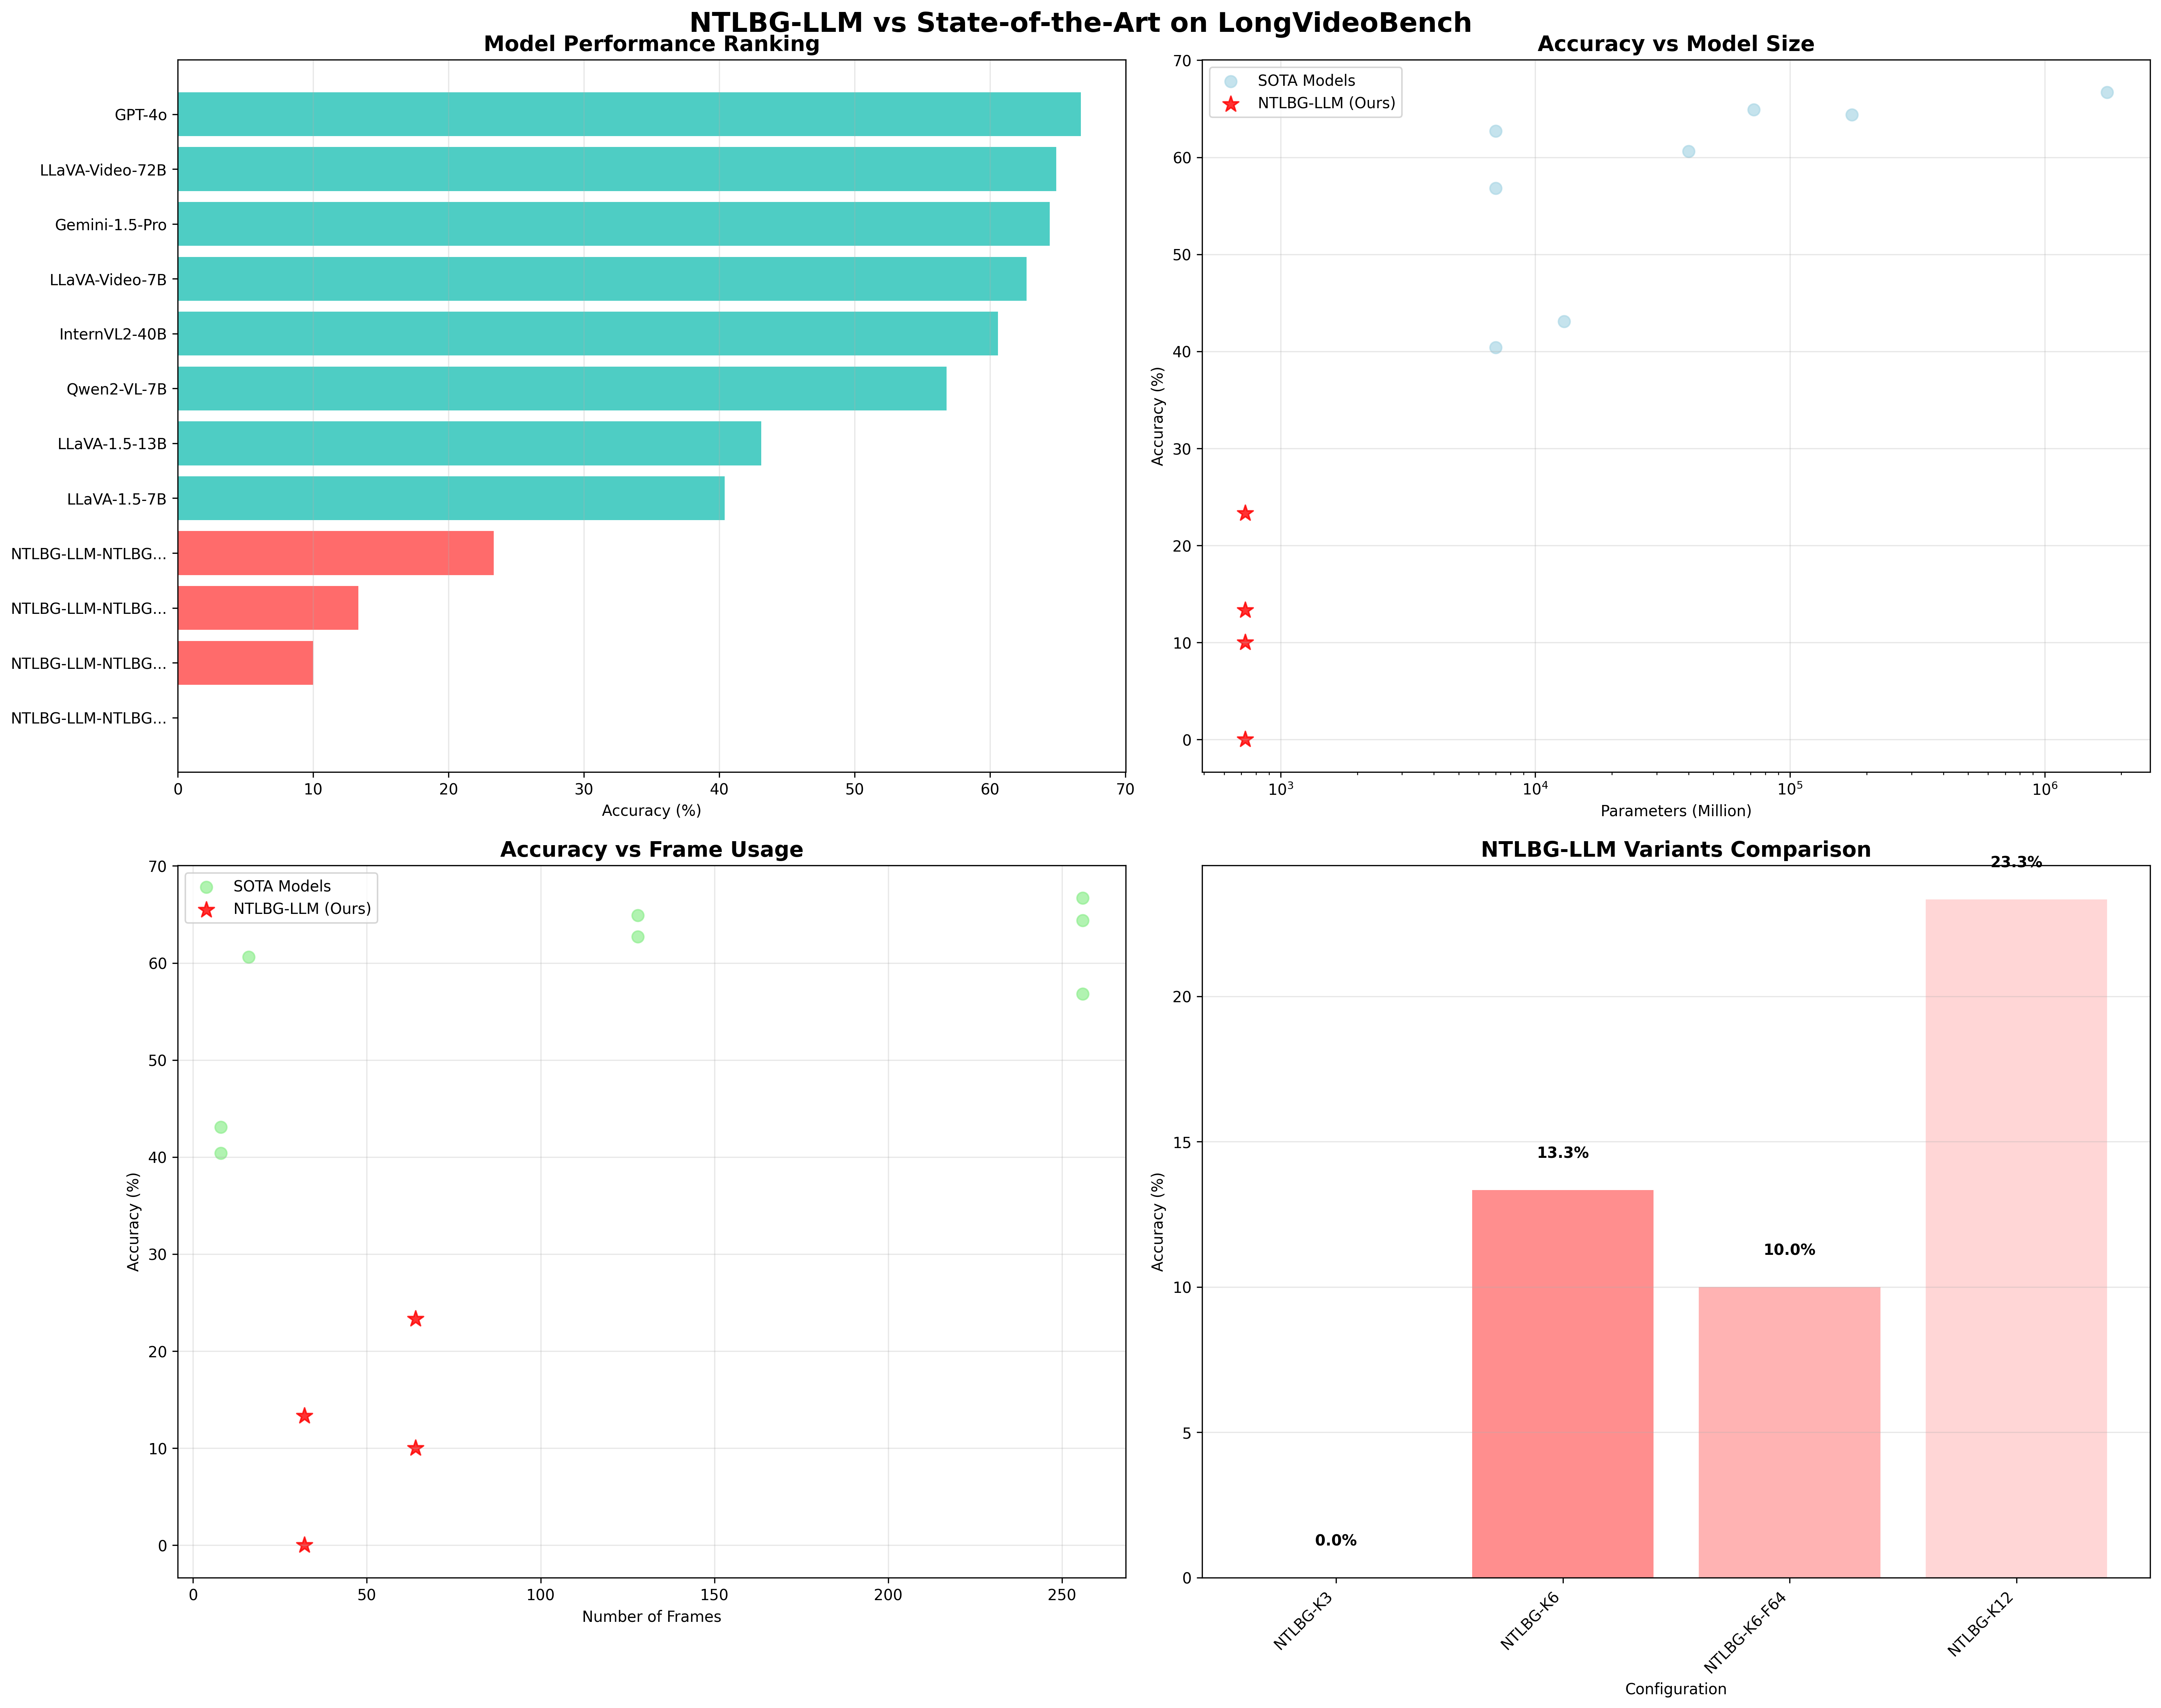 NTLBG-LLM vs State-of-the-Art on LongVideoBench
Model Performance Ranking
GPT-4o
LLaVA-Video-72B
Gemini-1.5-Pro
LLaVA-Video-7B
InternVL2-40B
Qwen2-VL-7B
LLaVA-1.5-13B
LLaVA-1.5-7B
NTLBG-LLM-NTLBG...
NTLBG-LLM-NTLBG...
NTLBG-LLM-NTLBG...
NTLBG-LLM-NTLBG...
0 10 20 30 40 50 60 70
Accuracy (%)
Accuracy vs Model Size
SOTA Models
NTLBG-LLM (Ours)
70
60
50
40
30
20
10
0
Accuracy (%)
10³ 10⁴ 10⁵ 10⁶
Parameters (Million)
Accuracy vs Frame Usage
SOTA Models
NTLBG-LLM (Ours)
70
60
50
40
30
20
10
0
Accuracy (%)
0 50 100 150 200 250
Number of Frames
NTLBG-LLM Variants Comparison
23.3%
13.3%
10.0%
0.0%
20
15
10
5
0
Accuracy (%)
NTLBG-K3
NTLBG-K6
NTLBG-K6-F64
NTLBG-K12
Configuration